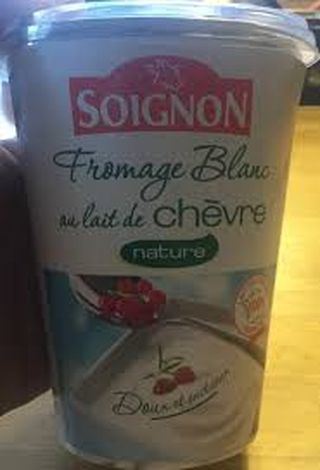 SOIGNON
Fromage Blanc
au lait de chèvre
nature
Doux et onctueux